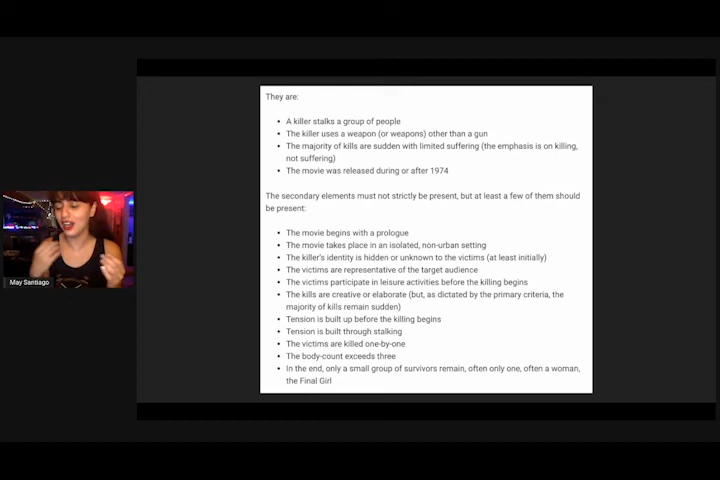 They are:
A killer stalks a group of people
The killer uses a weapon (or weapons) other than a gun
The majority of kills are sudden with limited suffering (the emphasis is on killing,
not suffering)
The movie was released during or after 1974
The secondary elements must not strictly be present, but at least a few of them should
be present:
The movie begins with a prologue
The movie takes place in an isolated, non-urban setting
The killer's identity is hidden or unknown to the victims (at least initially)
The victims are representative of the target audience
The victims participate in leisure activities before the killing begins
The kills are creative or elaborate (but, as dictated by the primary criteria, the
majority of kills remain sudden)
Tension is built up before the killing begins
Tension is built through stalking
The victims are killed one-by-one
The body-count exceeds three
In the end, only a small group of survivors remain, often only one, often a woman,
the Final Girl
May Santiago